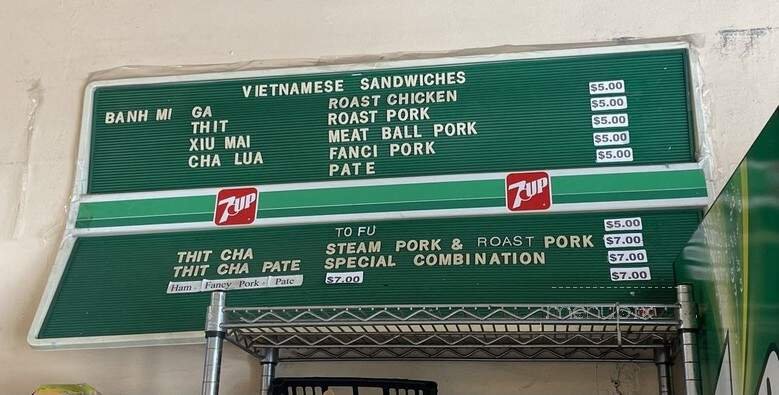 VIETNAMESE SANDWICHES
BANH MI GA ROAST CHICKEN $5.00
THIT ROAST PORK $5.00
XIU MAI MEAT BALL PORK $5.00
CHA LUA FANCI PORK $5.00
PATE $5.00
7UP 7UP
TO FU $5.00
THIT CHA STEAM PORK & ROAST PORK $7.00
THIT CHA PATE SPECIAL COMBINATION $7.00
Ham - Fancy Pork - Pate $7.00 $7.00